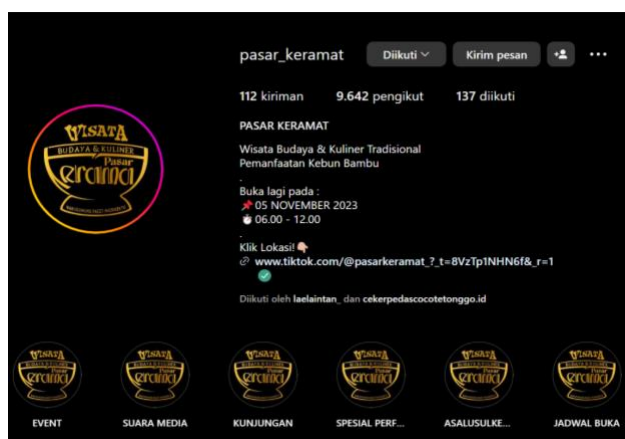 pasar_keramat Diikuti Kirim pesan
112 kiriman 9.642 pengikut 137 diikuti
PASAR KERAMAT
Wisata Budaya & Kuliner Tradisional
Pemanfaatan Kebun Bambu
.
Buka lagi pada :
📌 05 NOVEMBER 2023
⏱ 06.00 - 12.00
.
Klik Lokasi! 👇
www.tiktok.com/@pasarkeramat_?_t=8VzTp1NHN6f&_r=1
Diikuti oleh laelaintan_ dan cekerpedascocotetonggo.id
WISATA
BUDAYA & KULINER
Pasar
Keramat
EVENT SUARA MEDIA KUNJUNGAN SPESIAL PERF... ASALUSULKE... JADWAL BUKA